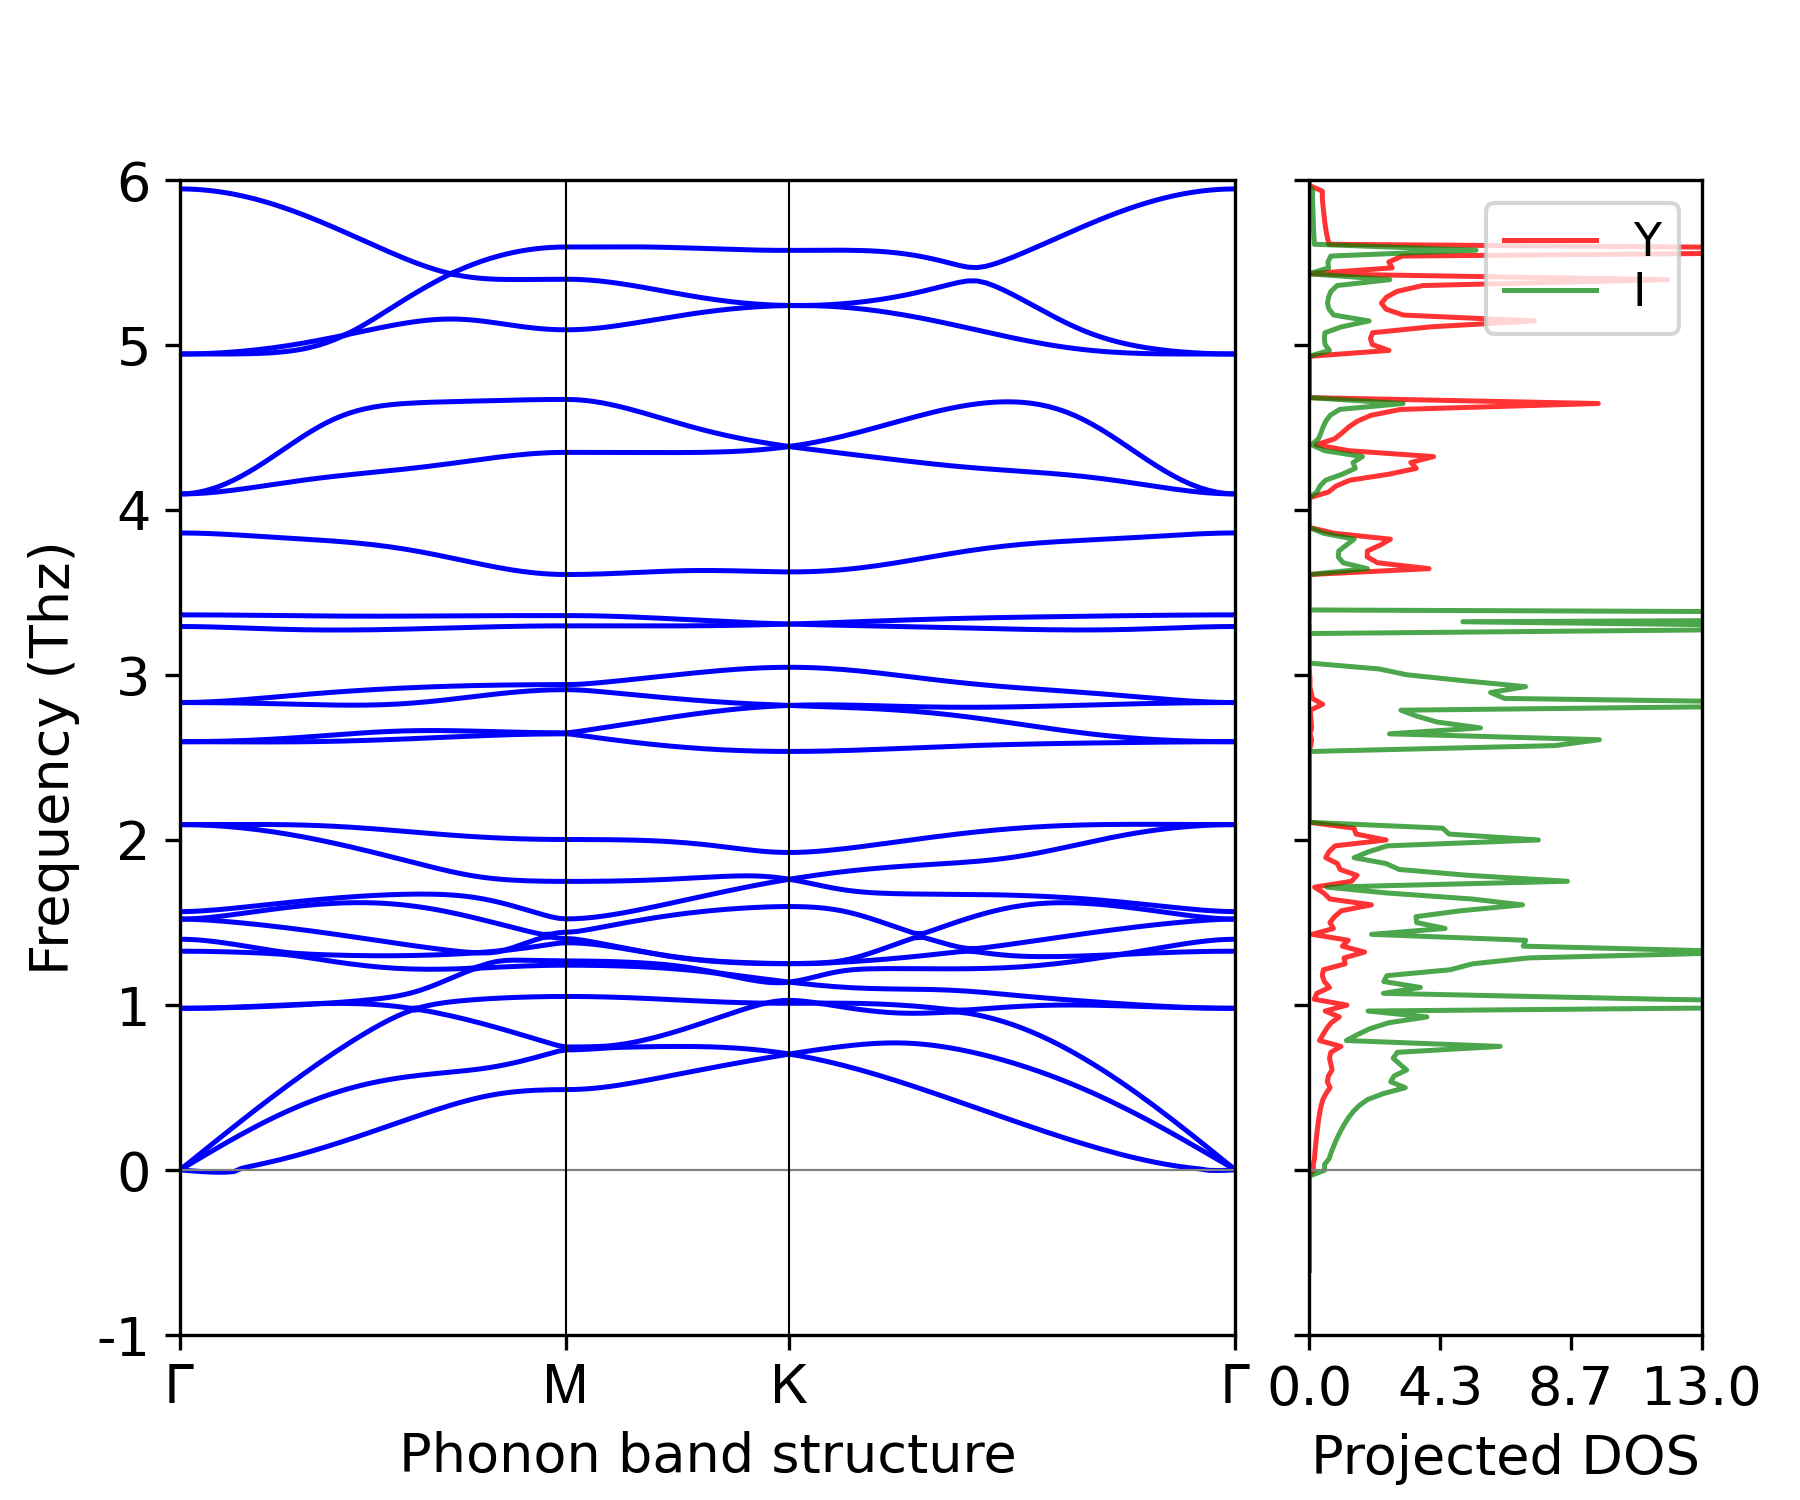 6
5
4
3
2
1
0
-1
Frequency (Thz)
Γ M K Γ
Phonon band structure
Y
I
0.0 4.3 8.7 13.0
Projected DOS